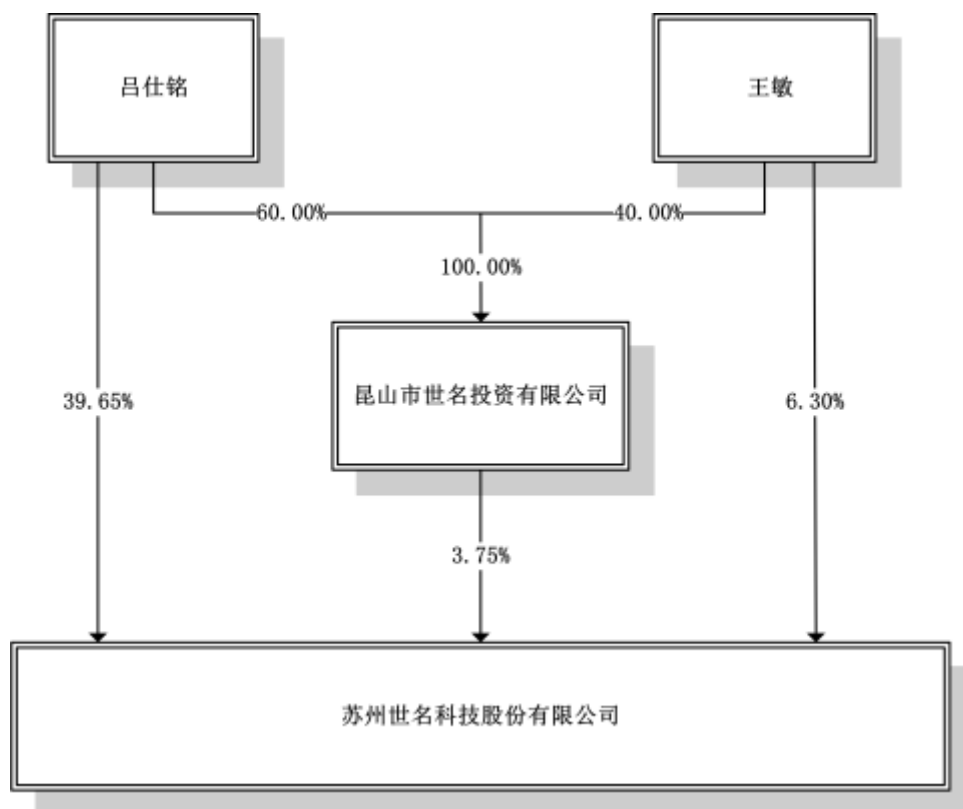 吕仕铭
王敏
60.00%
40.00%
100.00%
昆山市世名投资有限公司
39.65%
6.30%
3.75%
苏州世名科技股份有限公司